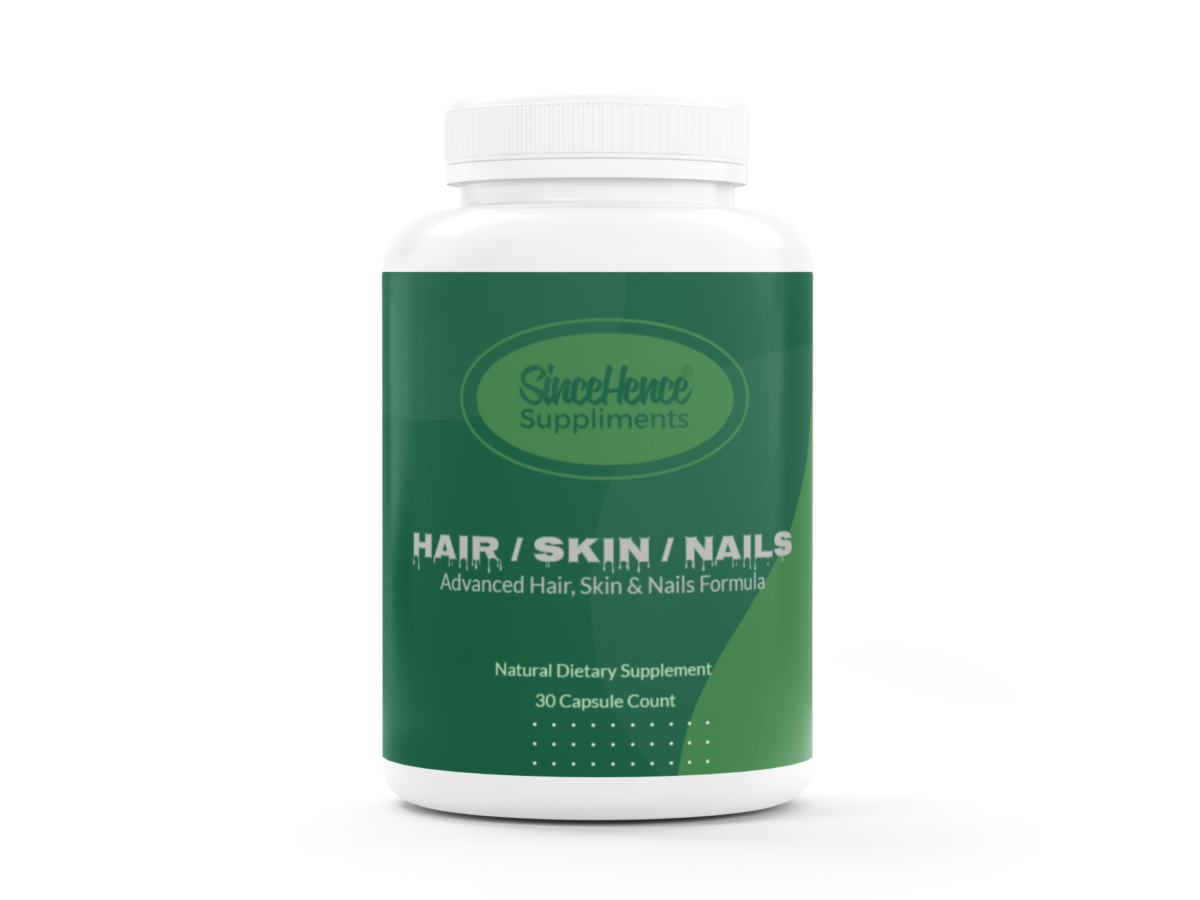 SinceHence®
Suppliments
HAIR / SKIN / NAILS
Advanced Hair, Skin & Nails Formula
Natural Dietary Supplement
30 Capsule Count